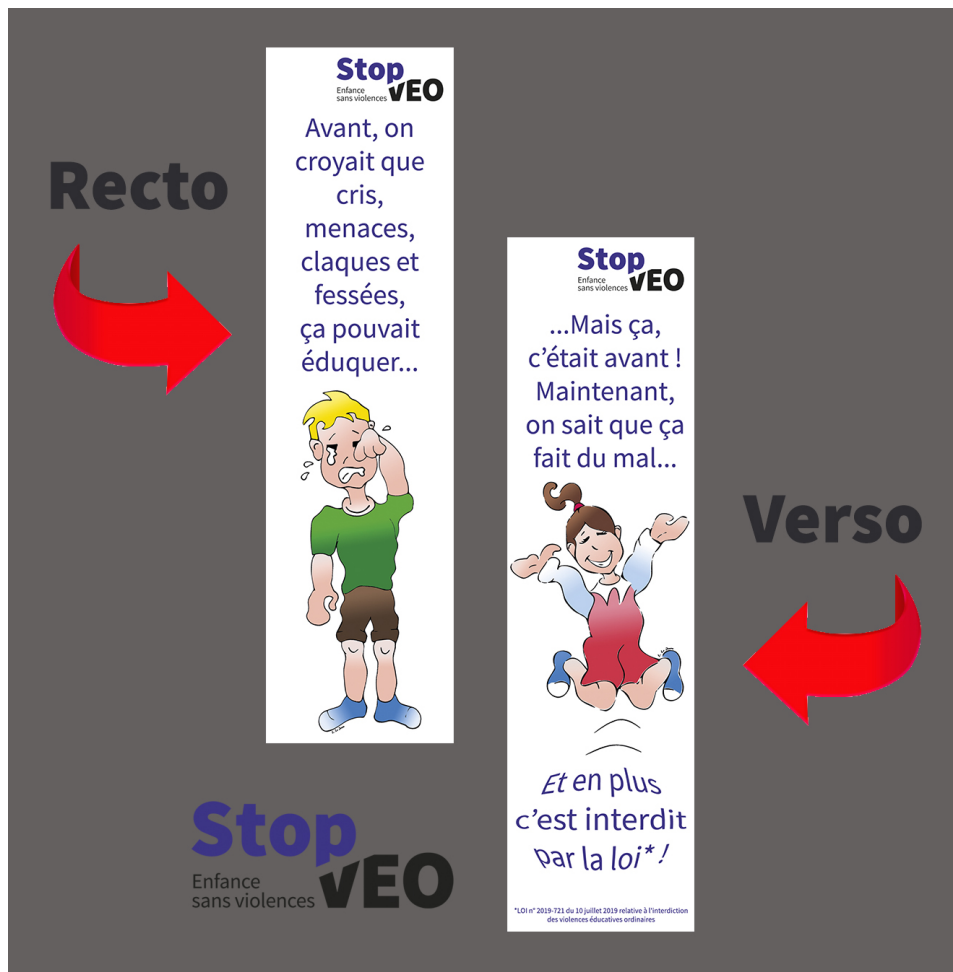 Recto
Stop
VEO
Enfance
sans violences
Avant, on
croyait que
cris,
menaces,
claques et
fessées,
ça pouvait
éduquer...
Stop
VEO
Enfance
sans violences
...Mais ça,
c'était avant !
Maintenant,
on sait que ça
fait du mal...
Et en plus
c'est interdit
par la loi* !
*LOI n° 2019-721 du 10 juillet 2019 relative à l'interdiction
des violences éducatives ordinaires
Verso
Stop
VEO
Enfance
sans violences